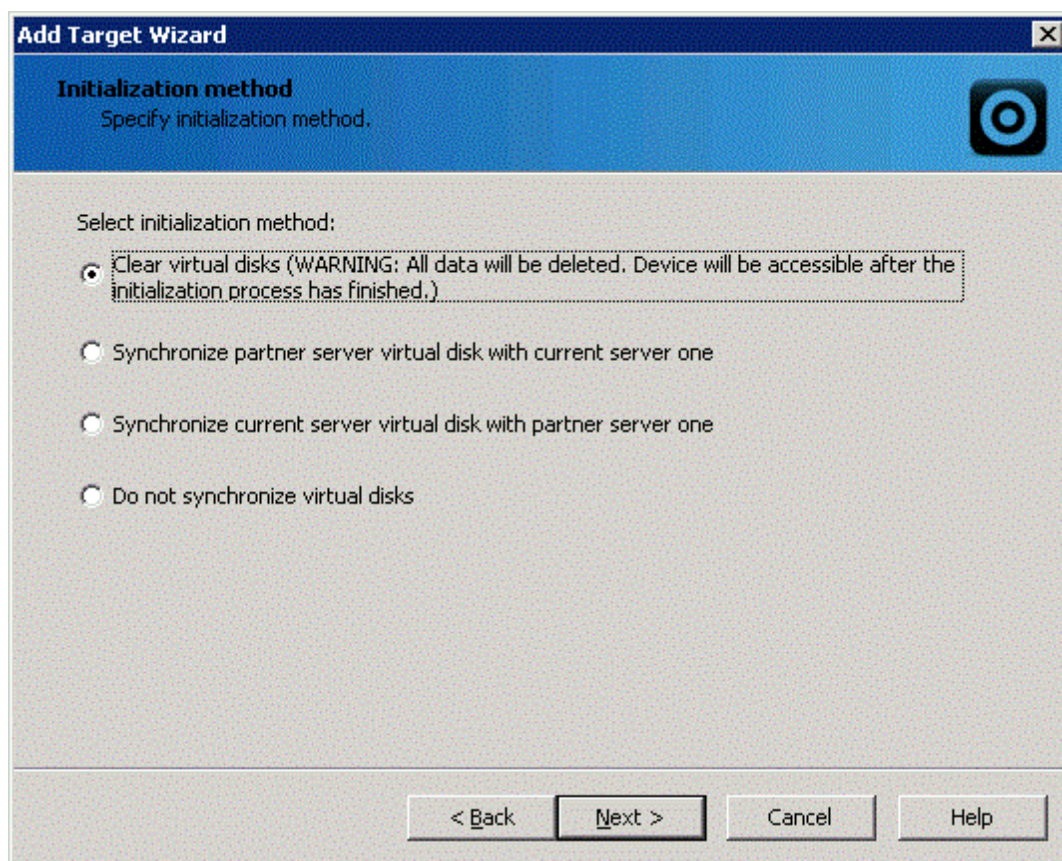 Add Target Wizard
Initialization method
Specify initialization method.
Select initialization method:
Clear virtual disks (WARNING: All data will be deleted. Device will be accessible after the
initialization process has finished.)
Synchronize partner server virtual disk with current server one
Synchronize current server virtual disk with partner server one
Do not synchronize virtual disks
< Back Next > Cancel Help